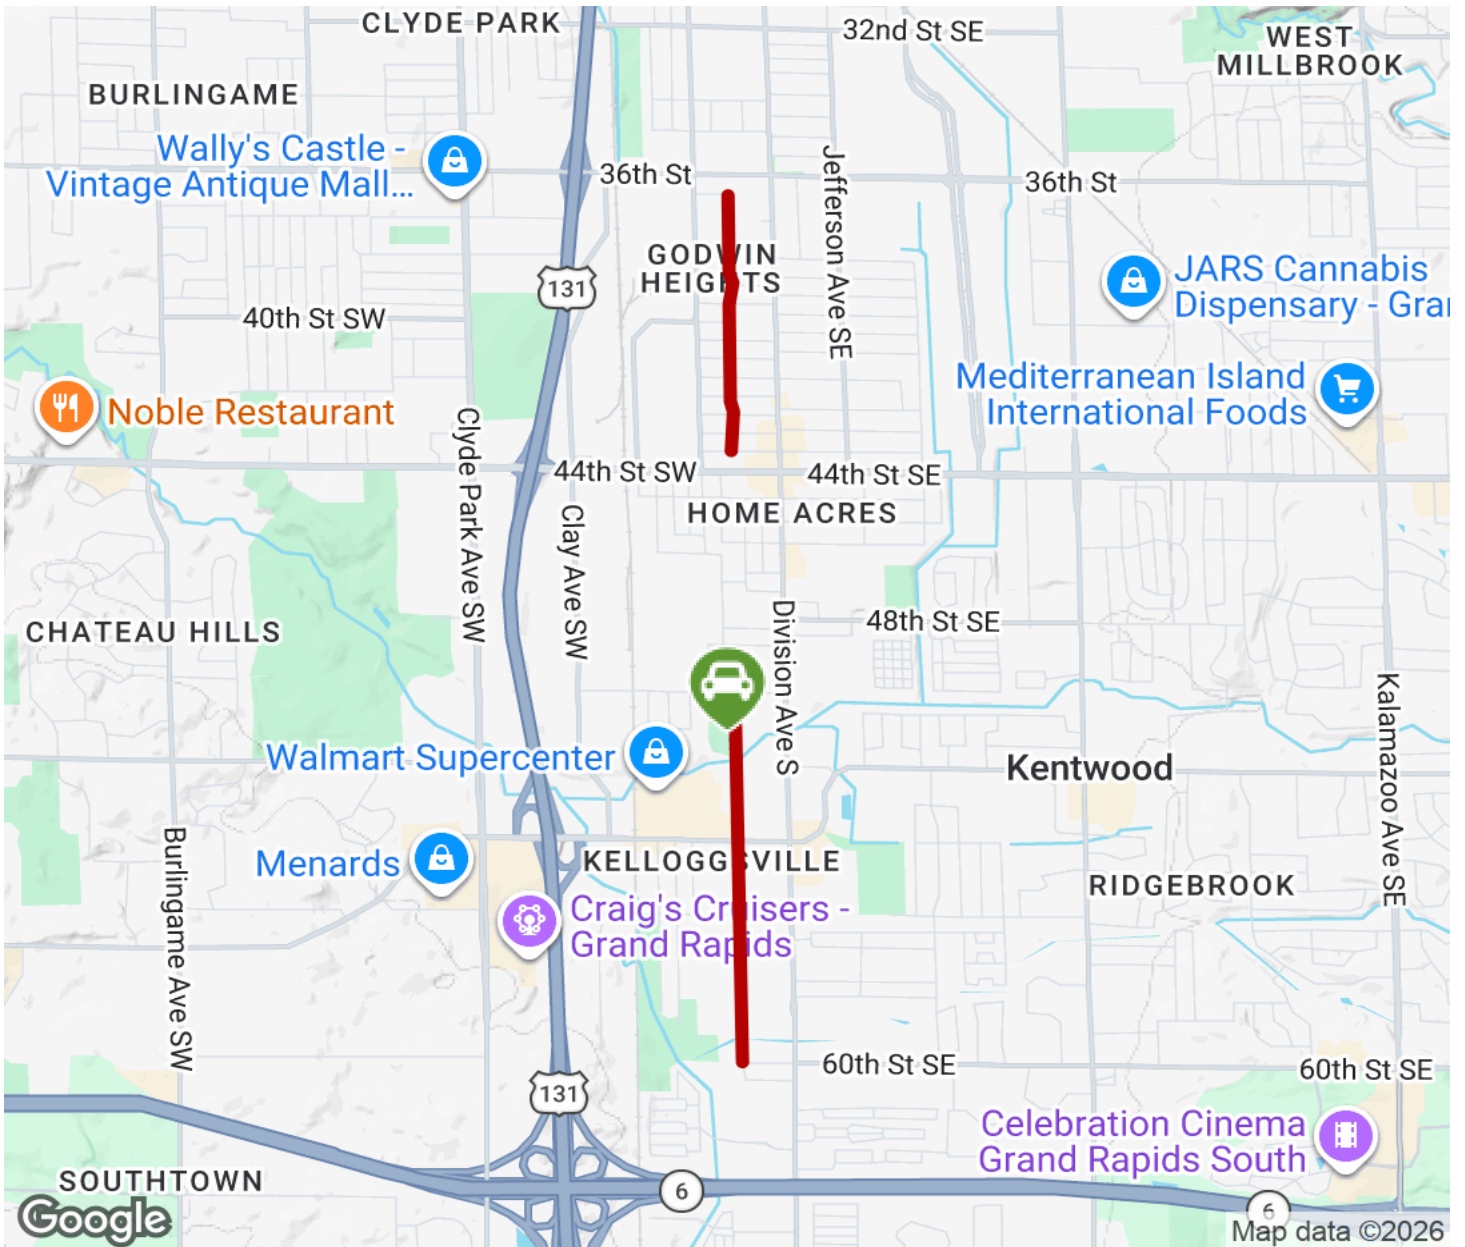 CLYDE PARK
32nd St SE
WEST
MILLBROOK
BURLINGAME
Wally's Castle -
Vintage Antique Mall...
36th St
36th St
Jefferson Ave SE
GODWIN
HEIGHTS
131
JARS Cannabis
Dispensary - Gra
40th St SW
Mediterranean Island
International Foods
Noble Restaurant
Clyde Park Ave SW
44th St SW
44th St SE
HOME ACRES
Clay Ave SW
Division Ave S
48th St SE
CHATEAU HILLS
Kalamazoo Ave SE
Walmart Supercenter
Kentwood
Burlingame Ave SW
Menards
KELLOGGSVILLE
RIDGEBROOK
Craig's Cruisers -
Grand Rapids
60th St SE
60th St SE
131
Celebration Cinema
Grand Rapids South
SOUTHTOWN
6
6
Google
Map data ©2026